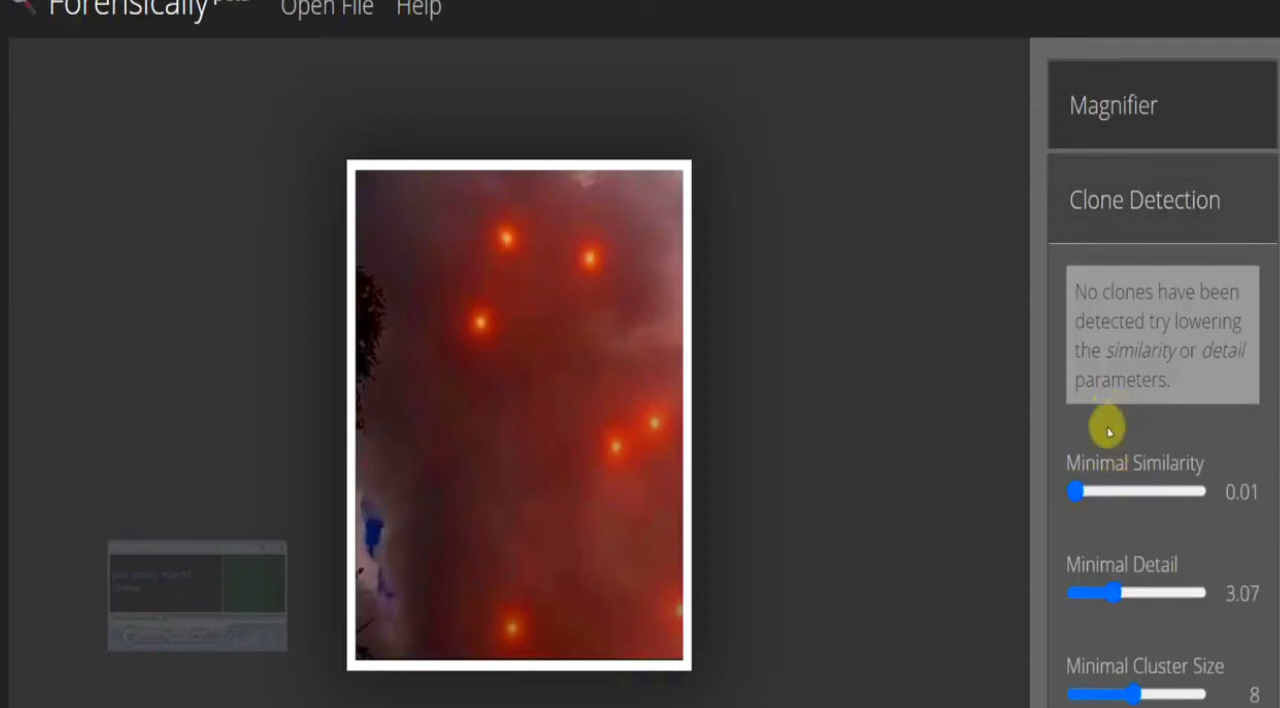 Forensically beta Open File Help
Magnifier
Clone Detection
No clones have been
detected try lowering
the similarity or detail
parameters.
Minimal Similarity
0.01
Minimal Detail
3.07
Minimal Cluster Size
8